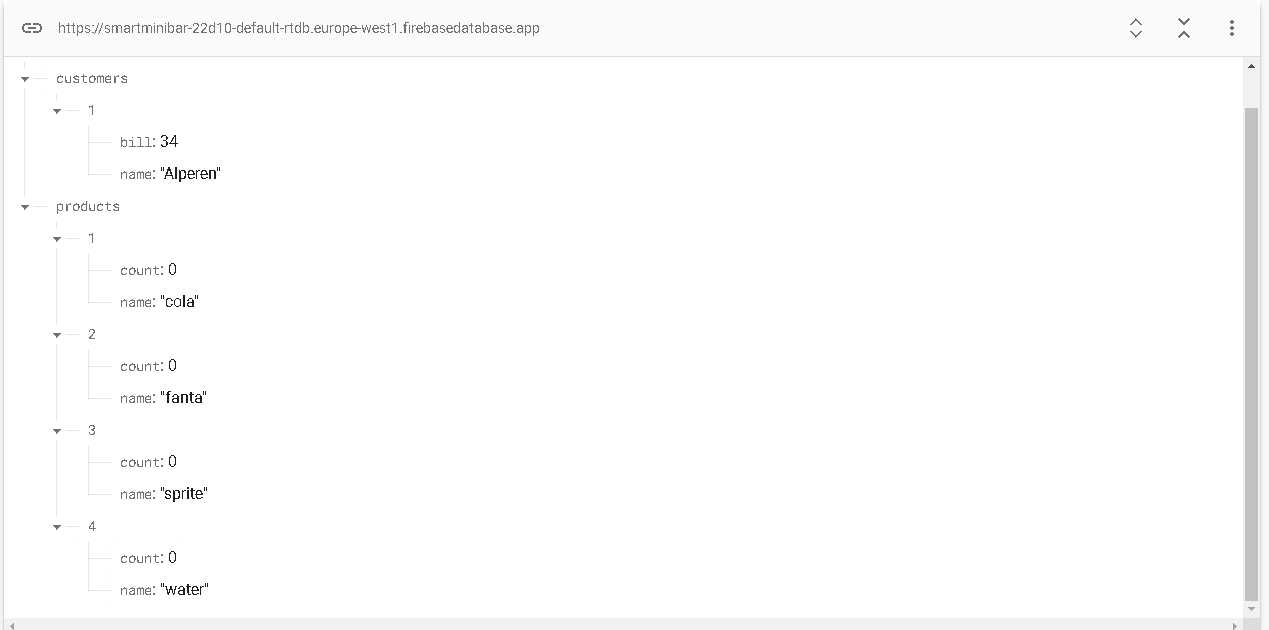 https://smartminibar-22d10-default-rtdb.europe-west1.firebasedatabase.app
customers
1
bill: 34
name: "Alperen"
products
1
count: 0
name: "cola"
2
count: 0
name: "fanta"
3
count: 0
name: "sprite"
4
count: 0
name: "water"